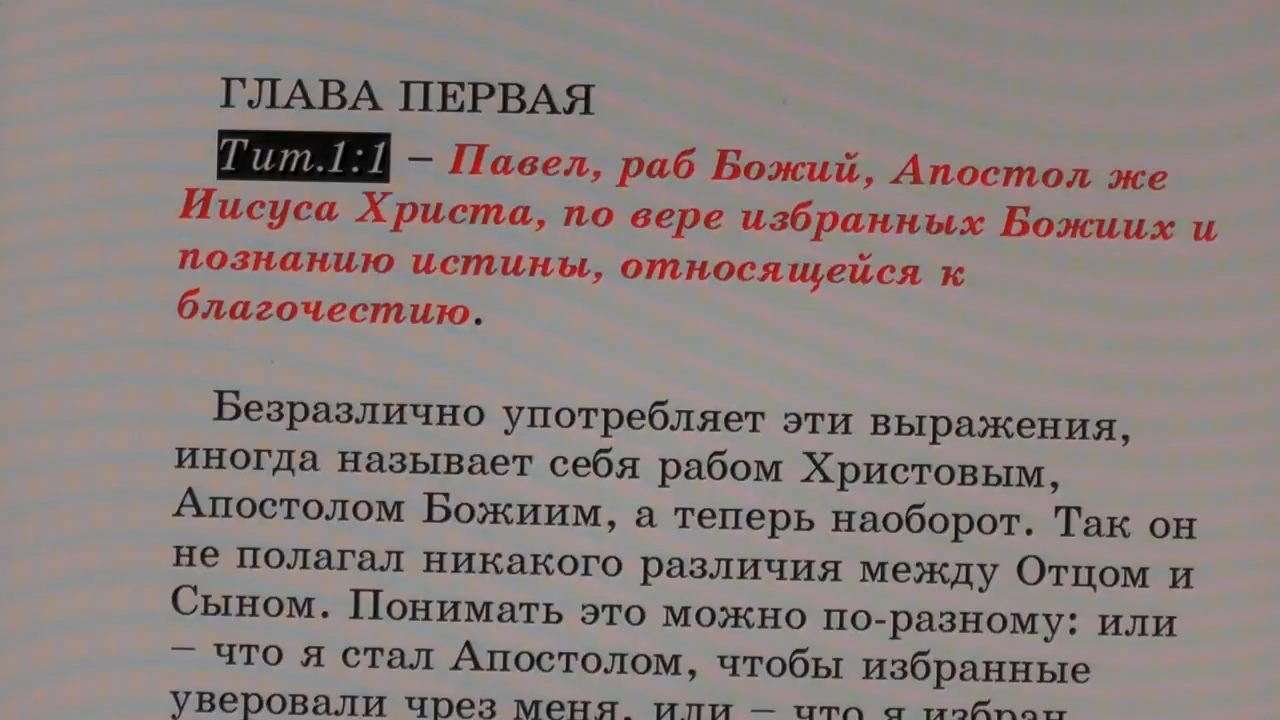 ГЛАВА ПЕРВАЯ
Тит.1:1 – Павел, раб Божий, Апостол же
Иисуса Христа, по вере избранных Божиих и
познанию истины, относящейся к
благочестию.
Безразлично употребляет эти выражения,
иногда называет себя рабом Христовым,
Апостолом Божиим, а теперь наоборот. Так он
не полагал никакого различия между Отцом и
Сыном. Понимать это можно по-разному: или
– что я стал Апостолом, чтобы избранные
уверовали чрез меня, или – что я избран